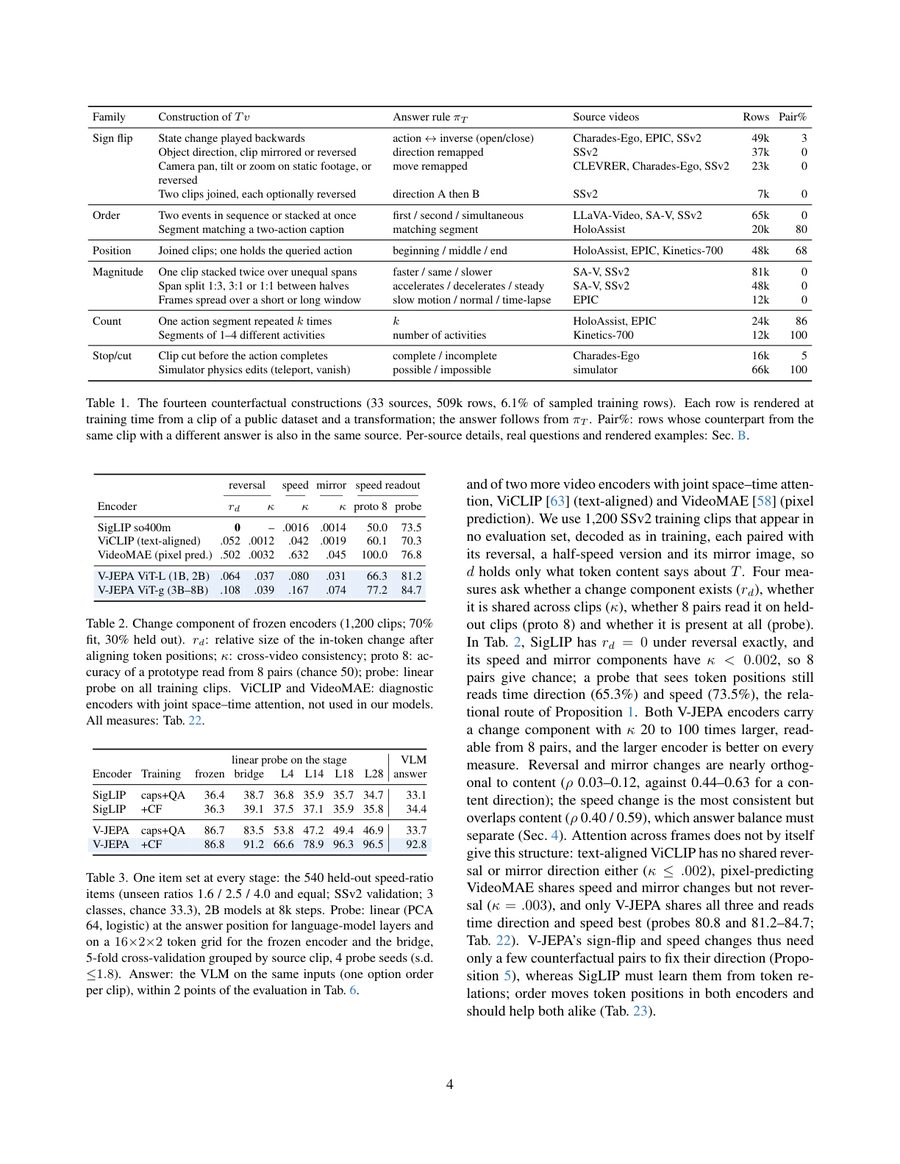 Family Construction of Tv Answer rule πT Source videos Rows Pair%
Sign flip State change played backwards action ↔ inverse (open/close) Charades-Ego, EPIC, SSv2 49k 3
Object direction, clip mirrored or reversed direction remapped SSv2 37k 0
Camera pan, tilt or zoom on static footage, or move remapped CLEVRER, Charades-Ego, SSv2 23k 0
reversed
Two clips joined, each optionally reversed direction A then B SSv2 7k 0
Order Two events in sequence or stacked at once first / second / simultaneous LLaVA-Video, SA-V, SSv2 65k 0
Segment matching a two-action caption matching segment HoloAssist 20k 80
Position Joined clips; one holds the queried action beginning / middle / end HoloAssist, EPIC, Kinetics-700 48k 68
Magnitude One clip stacked twice over unequal spans faster / same / slower SA-V, SSv2 81k 0
Span split 1:3, 3:1 or 1:1 between halves accelerates / decelerates / steady SA-V, SSv2 48k 0
Frames spread over a short or long window slow motion / normal / time-lapse EPIC 12k 0
Count One action segment repeated k times k HoloAssist, EPIC 24k 86
Segments of 1–4 different activities number of activities Kinetics-700 12k 100
Stop/cut Clip cut before the action completes complete / incomplete Charades-Ego 16k 5
Simulator physics edits (teleport, vanish) possible / impossible simulator 66k 100
Table 1. The fourteen counterfactual constructions (33 sources, 509k rows, 6.1% of sampled training rows). Each row is rendered at
training time from a clip of a public dataset and a transformation; the answer follows from πT. Pair%: rows whose counterpart from the
same clip with a different answer is also in the same source. Per-source details, real questions and rendered examples: Sec. B.
reversal speed mirror speed readout
Encoder rd κ κ κ proto 8 probe
SigLIP so400m 0 – .0016 .0014 50.0 73.5
ViCLIP (text-aligned) .052 .0012 .042 .0019 60.1 70.3
VideoMAE (pixel pred.) .502 .0032 .632 .045 100.0 76.8
V-JEPA ViT-L (1B, 2B) .064 .037 .080 .031 66.3 81.2
V-JEPA ViT-g (3B–8B) .108 .039 .167 .074 77.2 84.7
Table 2. Change component of frozen encoders (1,200 clips; 70%
fit, 30% held out). rd: relative size of the in-token change after
aligning token positions; κ: cross-video consistency; proto 8: ac-
curacy of a prototype read from 8 pairs (chance 50); probe: linear
probe on all training clips. ViCLIP and VideoMAE: diagnostic
encoders with joint space–time attention, not used in our models.
All measures: Tab. 22.
linear probe on the stage VLM
Encoder Training frozen bridge L4 L14 L18 L28 answer
SigLIP caps+QA 36.4 38.7 36.8 35.9 35.7 34.7 33.1
SigLIP +CF 36.3 39.1 37.5 37.1 35.9 35.8 34.4
V-JEPA caps+QA 86.7 83.5 53.8 47.2 49.4 46.9 33.7
V-JEPA +CF 86.8 91.2 66.6 78.9 96.3 96.5 92.8
Table 3. One item set at every stage: the 540 held-out speed-ratio
items (unseen ratios 1.6 / 2.5 / 4.0 and equal; SSv2 validation; 3
classes, chance 33.3), 2B models at 8k steps. Probe: linear (PCA
64, logistic) at the answer position for language-model layers and
on a 16×2×2 token grid for the frozen encoder and the bridge,
5-fold cross-validation grouped by source clip, 4 probe seeds (s.d.
≤1.8). Answer: the VLM on the same inputs (one option order
per clip), within 2 points of the evaluation in Tab. 6.
and of two more video encoders with joint space–time atten-
tion, ViCLIP [63] (text-aligned) and VideoMAE [58] (pixel
prediction). We use 1,200 SSv2 training clips that appear in
no evaluation set, decoded as in training, each paired with
its reversal, a half-speed version and its mirror image, so
d holds only what token content says about T. Four mea-
sures ask whether a change component exists (rd), whether
it is shared across clips (κ), whether 8 pairs read it on held-
out clips (proto 8) and whether it is present at all (probe).
In Tab. 2, SigLIP has rd = 0 under reversal exactly, and
its speed and mirror components have κ < 0.002, so 8
pairs give chance; a probe that sees token positions still
reads time direction (65.3%) and speed (73.5%), the rela-
tional route of Proposition 1. Both V-JEPA encoders carry
a change component with κ 20 to 100 times larger, read-
able from 8 pairs, and the larger encoder is better on every
measure. Reversal and mirror changes are nearly orthog-
onal to content (ρ 0.03–0.12, against 0.44–0.63 for a con-
tent direction); the speed change is the most consistent but
overlaps content (ρ 0.40 / 0.59), which answer balance must
separate (Sec. 4). Attention across frames does not by itself
give this structure: text-aligned ViCLIP has no shared rever-
sal or mirror direction either (κ ≤ .002), pixel-predicting
VideoMAE shares speed and mirror changes but not rever-
sal (κ = .003), and only V-JEPA shares all three and reads
time direction and speed best (probes 80.8 and 81.2–84.7;
Tab. 22). V-JEPA's sign-flip and speed changes thus need
only a few counterfactual pairs to fix their direction (Propo-
sition 5), whereas SigLIP must learn them from token re-
lations; order moves token positions in both encoders and
should help both alike (Tab. 23).
4